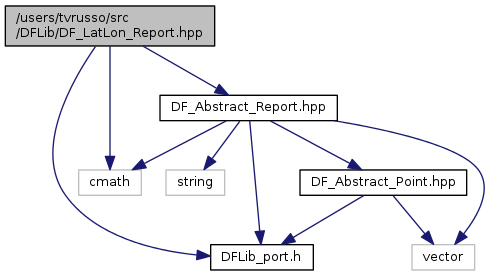 /users/tvrusso/src
/DFLib/DF_LatLon_Report.hpp
DF_Abstract_Report.hpp
cmath
string
DF_Abstract_Point.hpp
DFLib_port.h
vector